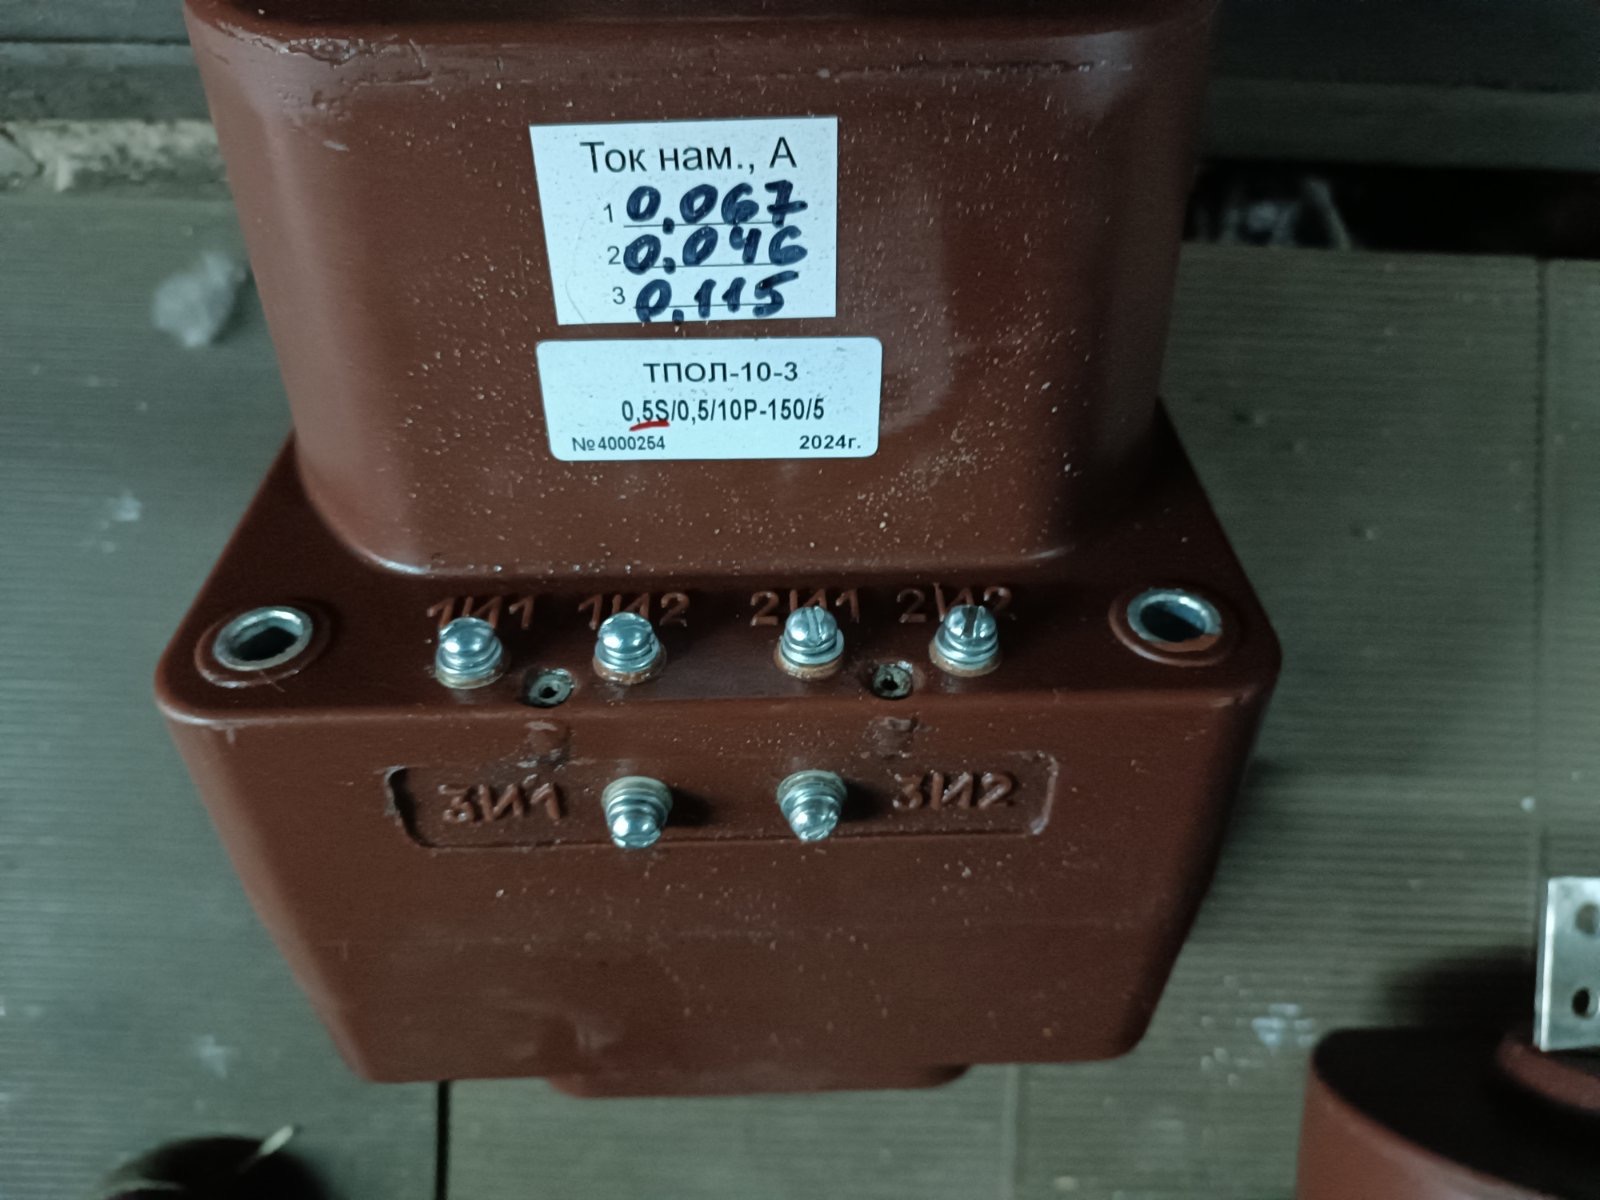 Ток нам., А
1 0,067
2 0.046
3 0,115
ТПОЛ-10-3
0,5S/0,5/10Р-150/5
№4000254 2024г.
1И1 1И2 2И1 2И2
3И1 3И2